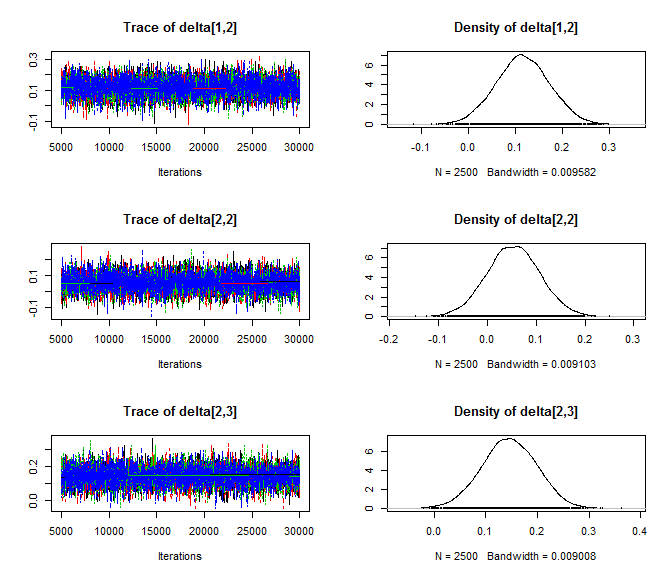 Trace of delta[1,2]
-0.1 0.1 0.3
5000 10000 15000 20000 25000 30000
Iterations
Density of delta[1,2]
0 2 4 6
-0.1 0.0 0.1 0.2 0.3
N = 2500 Bandwidth = 0.009582
Trace of delta[2,2]
-0.1 0.1
5000 10000 15000 20000 25000 30000
Iterations
Density of delta[2,2]
0 2 4 6
-0.2 -0.1 0.0 0.1 0.2 0.3
N = 2500 Bandwidth = 0.009103
Trace of delta[2,3]
0.0 0.2
5000 10000 15000 20000 25000 30000
Iterations
Density of delta[2,3]
0 2 4 6
0.0 0.1 0.2 0.3 0.4
N = 2500 Bandwidth = 0.009008